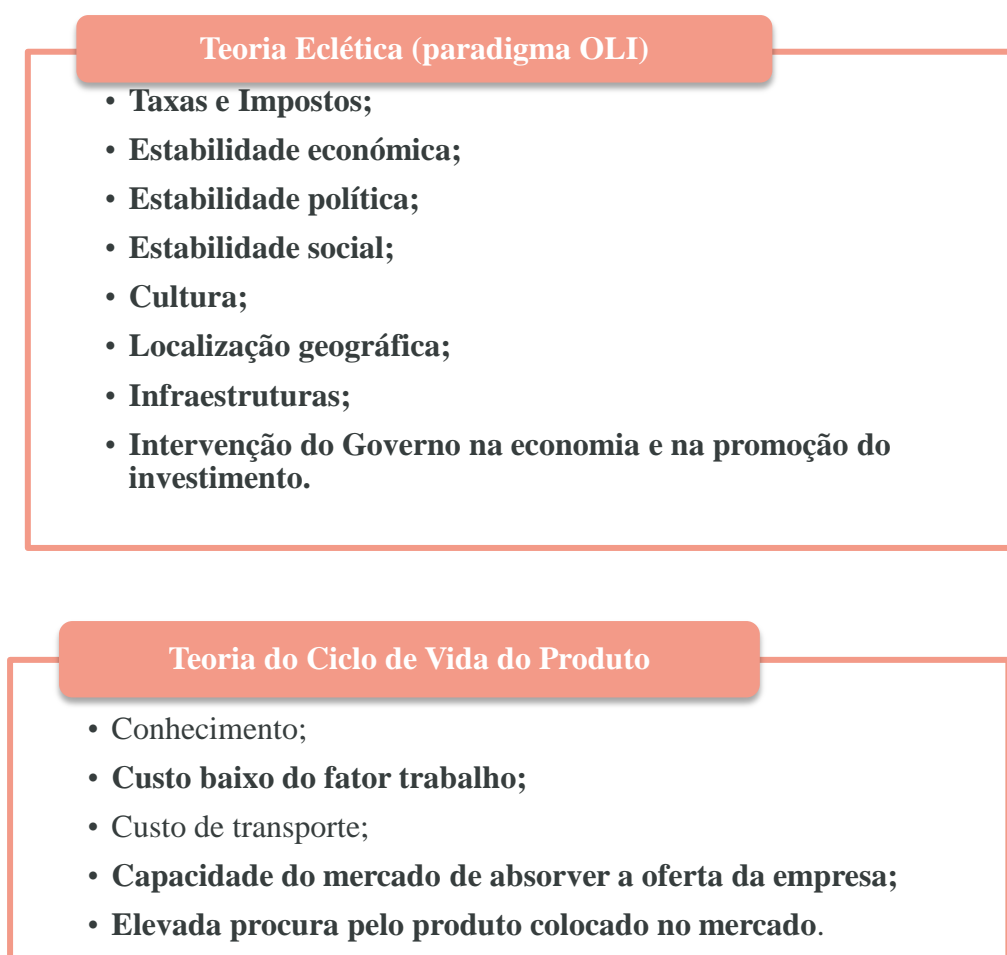 Teoria Eclética (paradigma OLI)
• Taxas e Impostos;
• Estabilidade económica;
• Estabilidade política;
• Estabilidade social;
• Cultura;
• Localização geográfica;
• Infraestruturas;
• Intervenção do Governo na economia e na promoção do
investimento.
Teoria do Ciclo de Vida do Produto
• Conhecimento;
• Custo baixo do fator trabalho;
• Custo de transporte;
• Capacidade do mercado de absorver a oferta da empresa;
• Elevada procura pelo produto colocado no mercado.